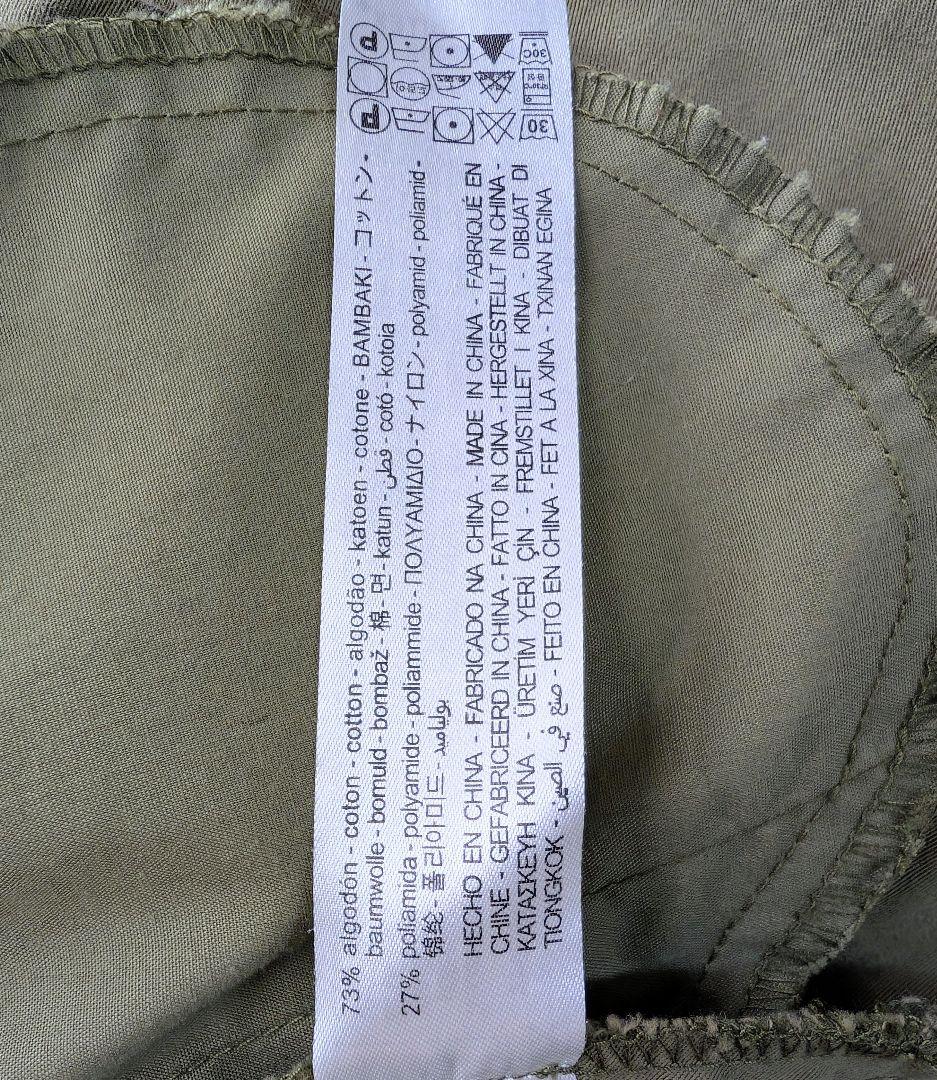 73% algodón - coton - cotton - algodão - katoen - cotone - BAMBAKI - コットン -
baumwolle - bomuld - bombaž - 棉 - 면 - katun - قطن - cotó - kotoia
27% poliamida - polyamide - poliammide - ΠΟΛΥΑΜΙΔΙΟ - ナイロン - polyamid - poliamid -
锦纶 - 폴리아미드 - بولياميد
HECHO EN CHINA - FABRICADO NA CHINA - MADE IN CHINA - FABRIQUÉ EN
CHINE - GEFABRICEERD IN CHINA - FATTO IN CINA - HERGESTELLT IN CHINA -
ΚΑΤΑΣΚΕΥΗ ΚΙΝΑ - ÜRETİM YERİ ÇİN - FREMSTILLET I KINA - DIBUAT DI
TIONGKOK - صنع في الصين - FEITO EN CHINA - FET A LA XINA - TXINAN EGINA
30
30C